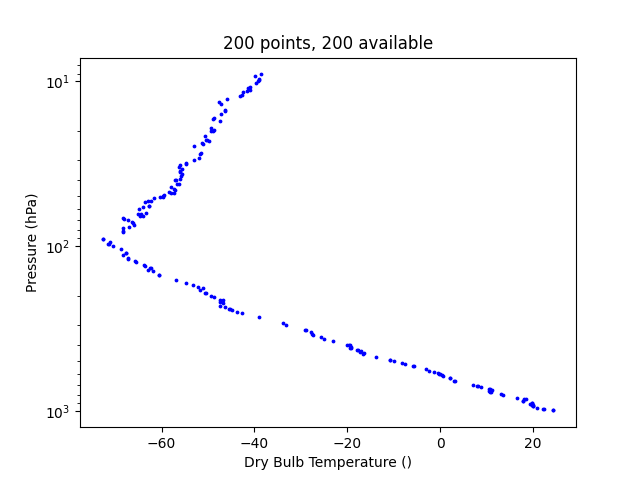 200 points, 200 available
10¹
10²
10³
Pressure (hPa)
−60
−40
−20
0
20
Dry Bulb Temperature ()